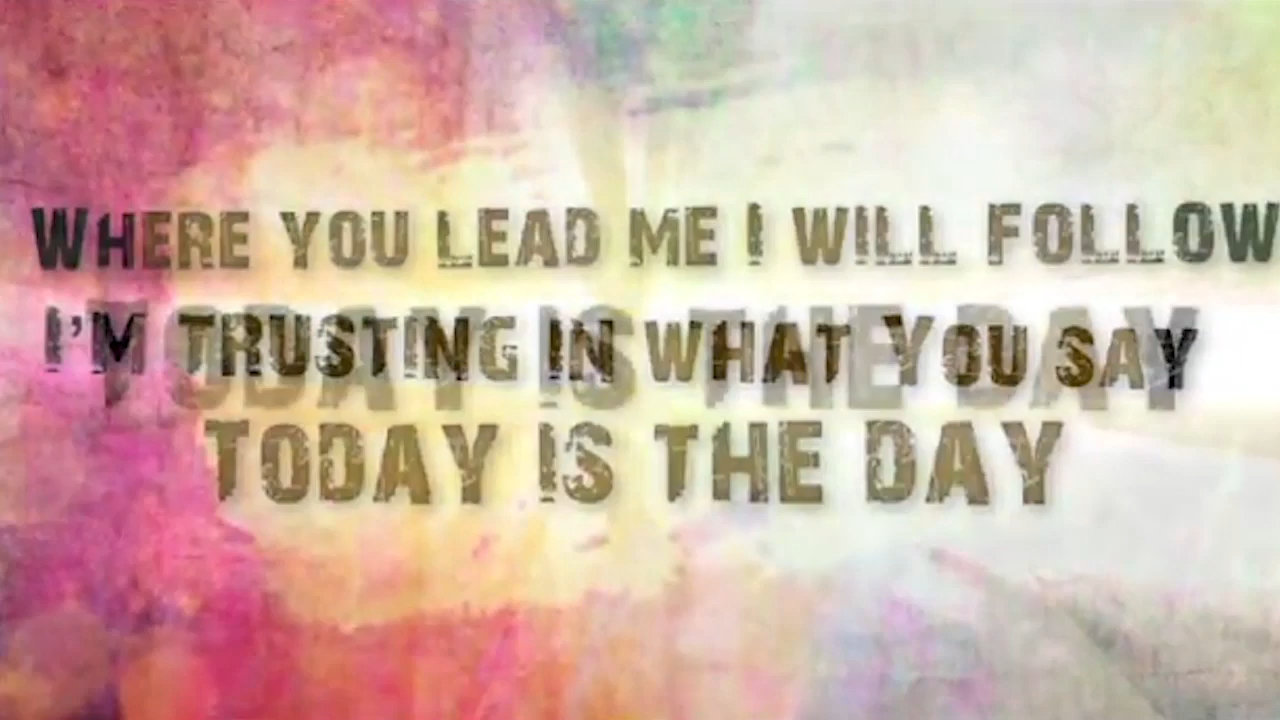 WHERE YOU LEAD ME I WILL FOLLOW
I'M TRUSTING IN WHAT YOU SAY
TODAY IS THE DAY
TODAY IS THE DAY